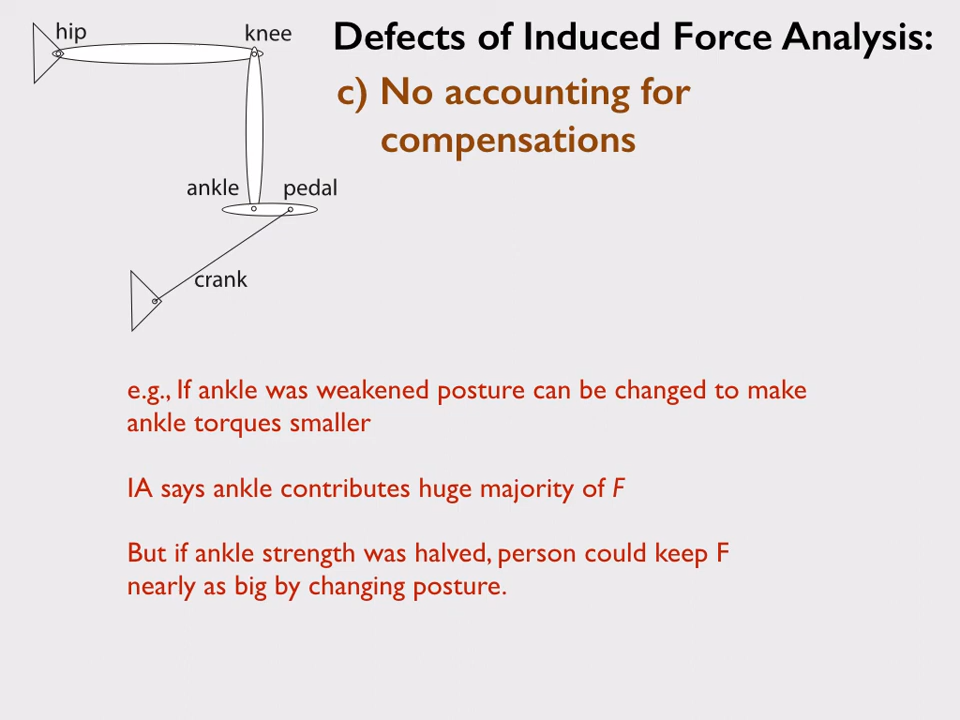 hip
knee
Defects of Induced Force Analysis:
c) No accounting for
compensations
ankle
pedal
crank
e.g., If ankle was weakened posture can be changed to make
ankle torques smaller
IA says ankle contributes huge majority of F
But if ankle strength was halved, person could keep F
nearly as big by changing posture.